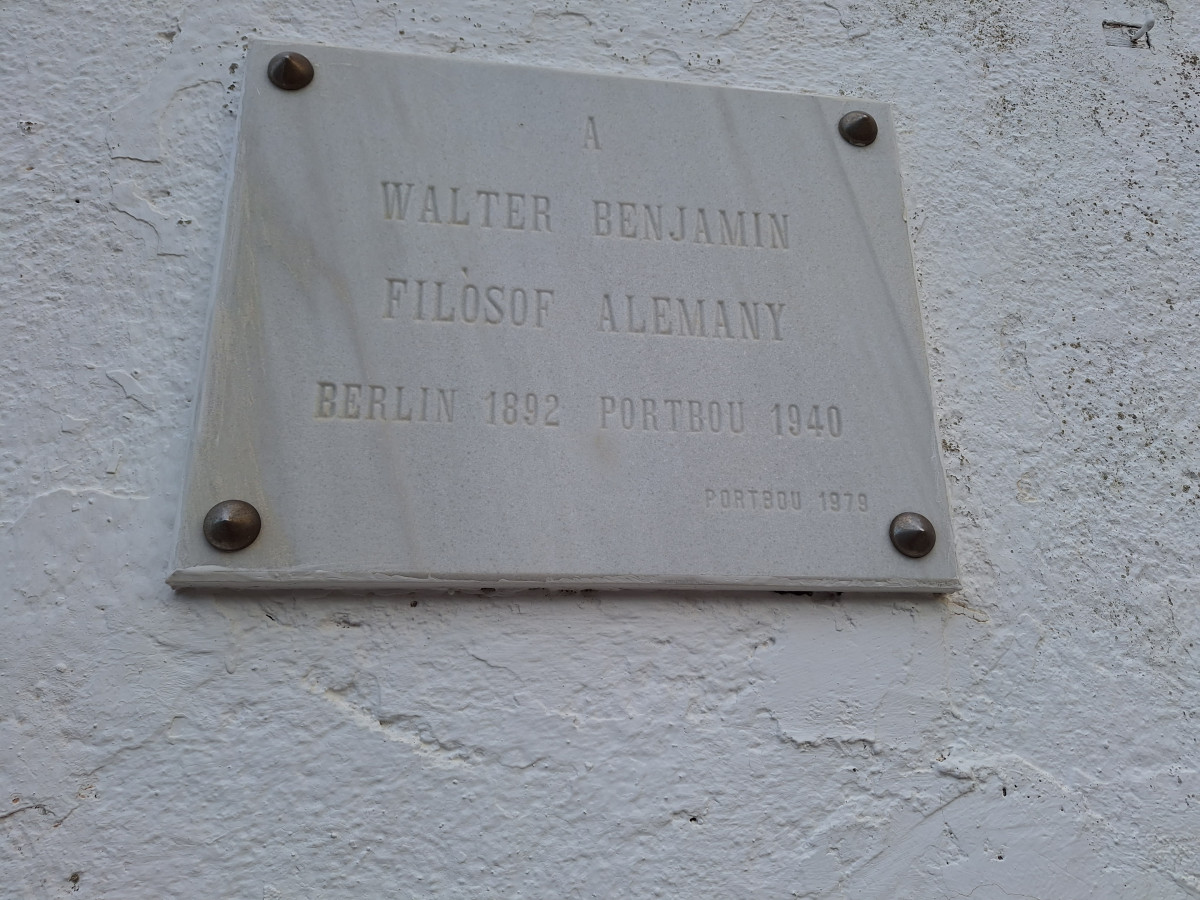 A
WALTER BENJAMIN
FILÒSOF ALEMANY
BERLIN 1892 PORTBOU 1940
PORTBOU 1979